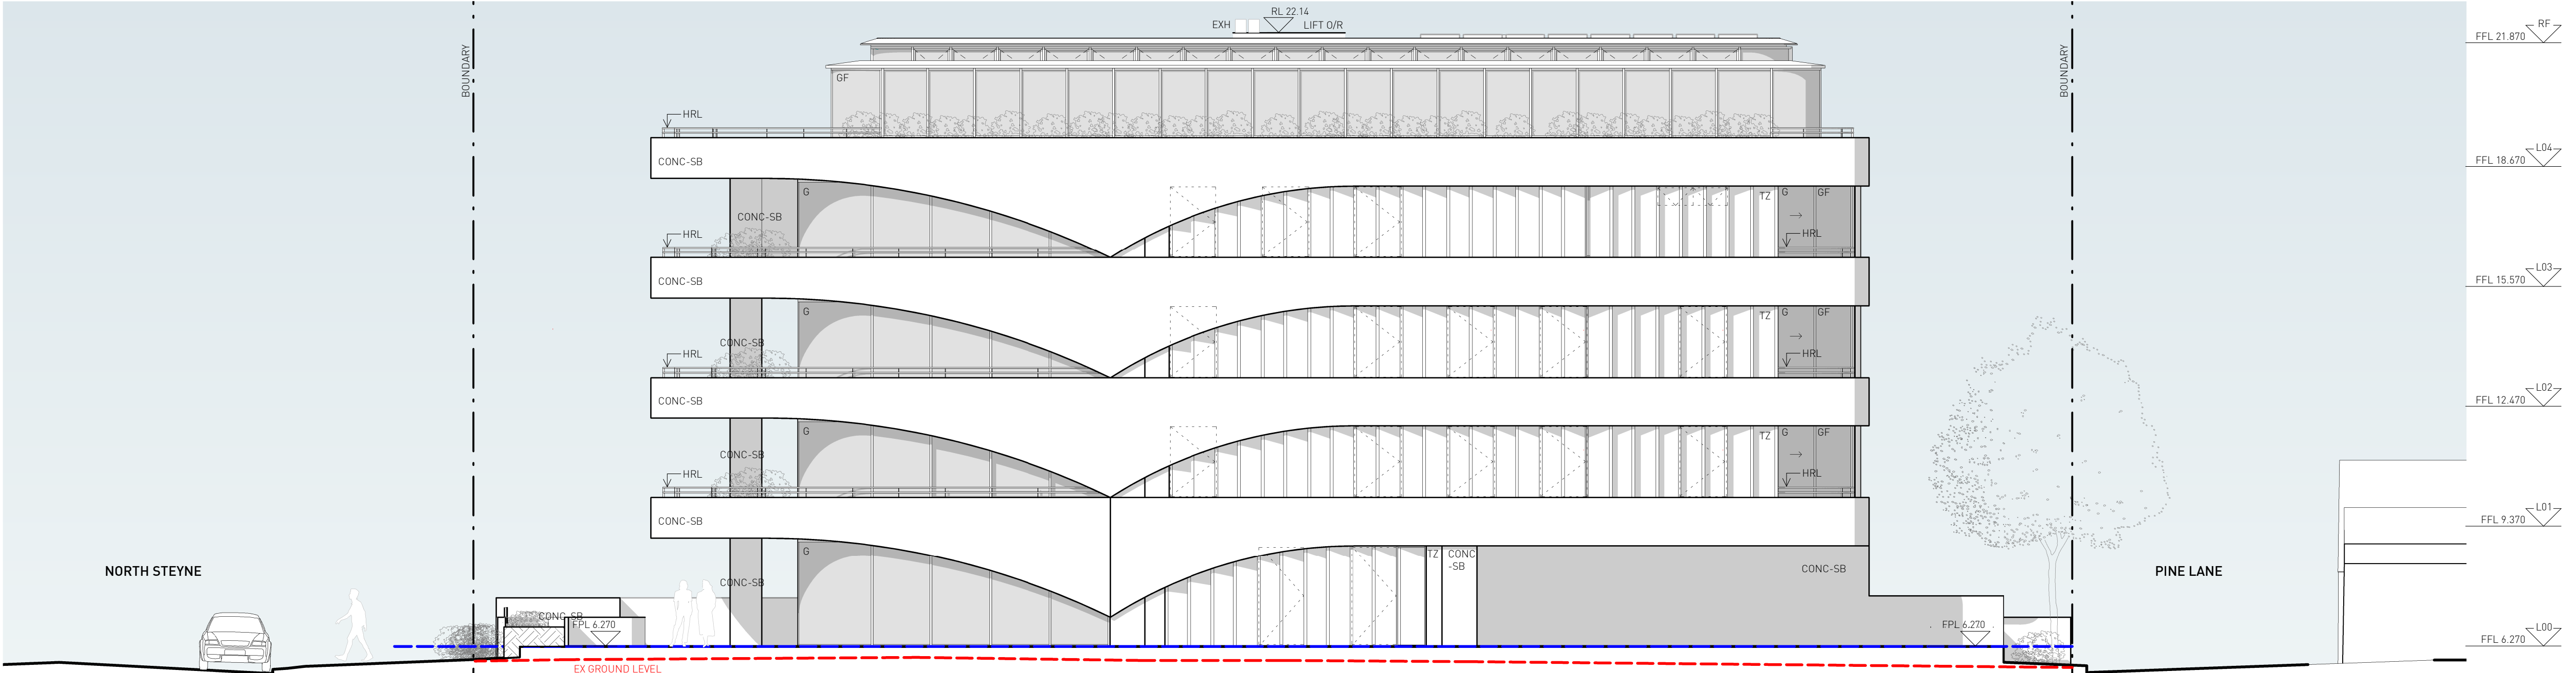 RL 22.14
EXH
LIFT O/R
RF
FFL 21.870
BOUNDARY
BOUNDARY
GF
HRL
L04
FFL 18.670
CONC-SB
G
TZ
G
GF
CONC-SB
HRL
HRL
L03
FFL 15.570
CONC-SB
G
TZ
G
GF
CONC-SB
HRL
HRL
L02
FFL 12.470
CONC-SB
G
TZ
G
GF
CONC-SB
HRL
HRL
L01
FFL 9.370
CONC-SB
G
TZ
CONC
-SB
CONC-SB
NORTH STEYNE
PINE LANE
CONC-SB
CONC-SB
FPL 6.270
FPL 6.270
L00
FFL 6.270
EX GROUND LEVEL